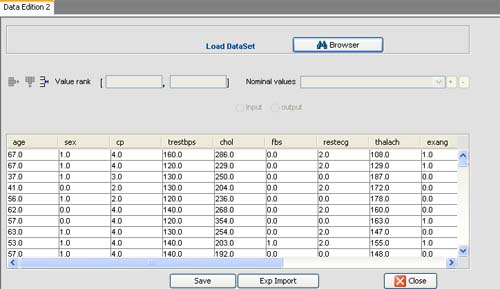 Data Edition 2
Load DataSet Browser
Value rank [ , ] Nominal values + -
input output
age sex cp trestbps chol fbs restecg thalach exang
67.0 1.0 4.0 160.0 286.0 0.0 2.0 108.0 1.0
67.0 1.0 4.0 120.0 229.0 0.0 2.0 129.0 1.0
37.0 1.0 3.0 130.0 250.0 0.0 0.0 187.0 0.0
41.0 0.0 2.0 130.0 204.0 0.0 2.0 172.0 0.0
56.0 1.0 2.0 120.0 236.0 0.0 0.0 178.0 0.0
62.0 0.0 4.0 140.0 268.0 0.0 2.0 160.0 0.0
57.0 0.0 4.0 120.0 354.0 0.0 0.0 163.0 1.0
63.0 1.0 4.0 130.0 254.0 0.0 2.0 147.0 0.0
53.0 1.0 4.0 140.0 203.0 1.0 2.0 155.0 1.0
57.0 1.0 4.0 140.0 192.0 0.0 0.0 148.0 0.0
Save Exp Import Close